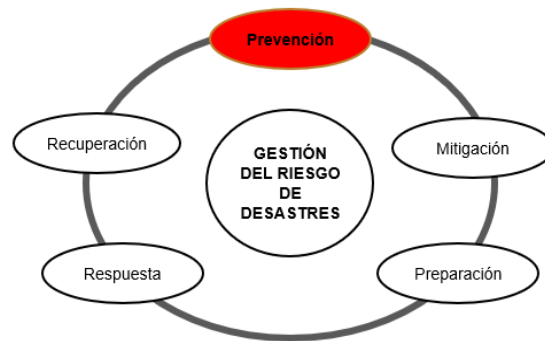 Prevención
Recuperación
Mitigación
GESTIÓN
DEL RIESGO
DE
DESASTRES
Respuesta
Preparación